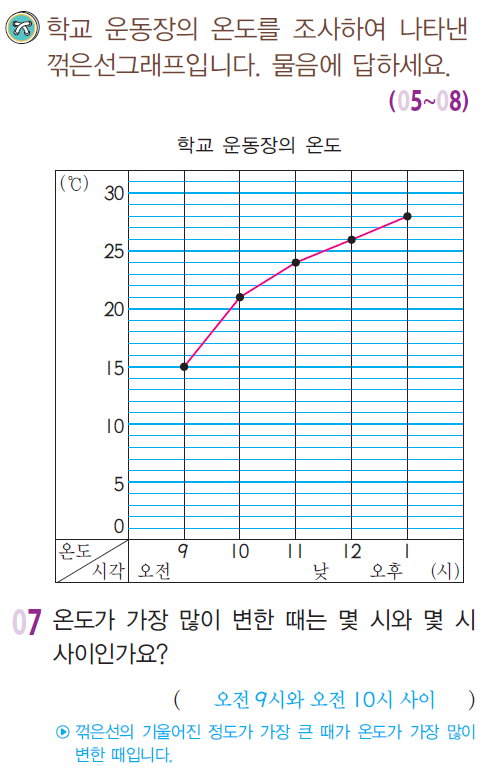 학교 운동장의 온도를 조사하여 나타낸
꺾은선그래프입니다. 물음에 답하세요.
(05~08)
학교 운동장의 온도
(℃)
30
25
20
15
10
5
0
온도
시각
9 10 11 12 1
오전 낮 오후 (시)
07 온도가 가장 많이 변한 때는 몇 시와 몇 시
사이인가요?
( 오전 9시와 오전 10시 사이 )
꺾은선의 기울어진 정도가 가장 큰 때가 온도가 가장 많이
변한 때입니다.